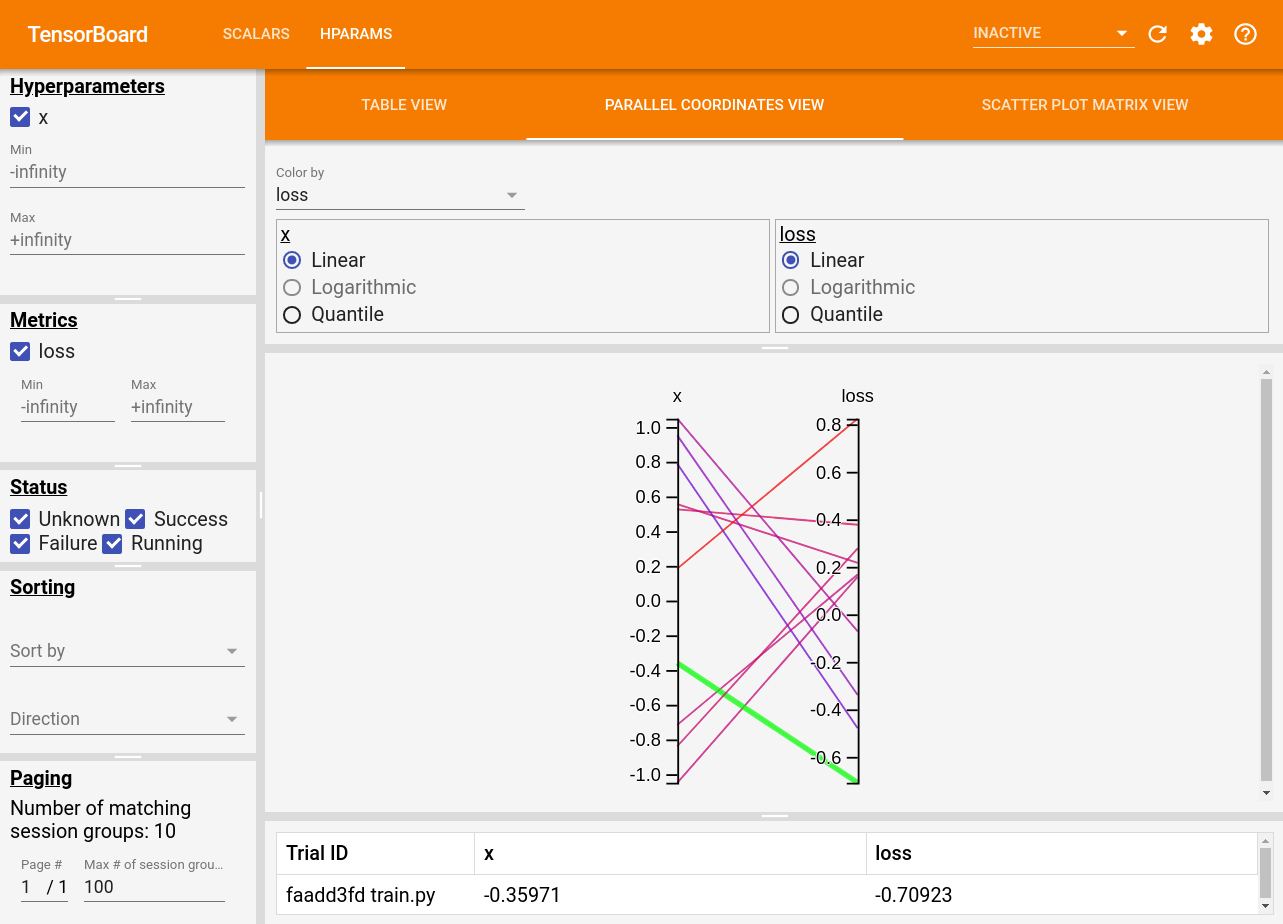 TensorBoard
SCALARS
HPARAMS
INACTIVE
Hyperparameters
x
Min
-infinity
Max
+infinity
Metrics
loss
Min
Max
-infinity
+infinity
Status
Unknown
Success
Failure
Running
Sorting
Sort by
Direction
Paging
Number of matching
session groups: 10
Page #
Max # of session grou...
1 / 1
100
TABLE VIEW
PARALLEL COORDINATES VIEW
SCATTER PLOT MATRIX VIEW
Color by
loss
x
Linear
Logarithmic
Quantile
loss
Linear
Logarithmic
Quantile
x
1.0
0.8
0.6
0.4
0.2
0.0
-0.2
-0.4
-0.6
-0.8
-1.0
loss
0.8
0.6
0.4
0.2
0.0
-0.2
-0.4
-0.6
Trial ID
x
loss
faadd3fd train.py
-0.35971
-0.70923